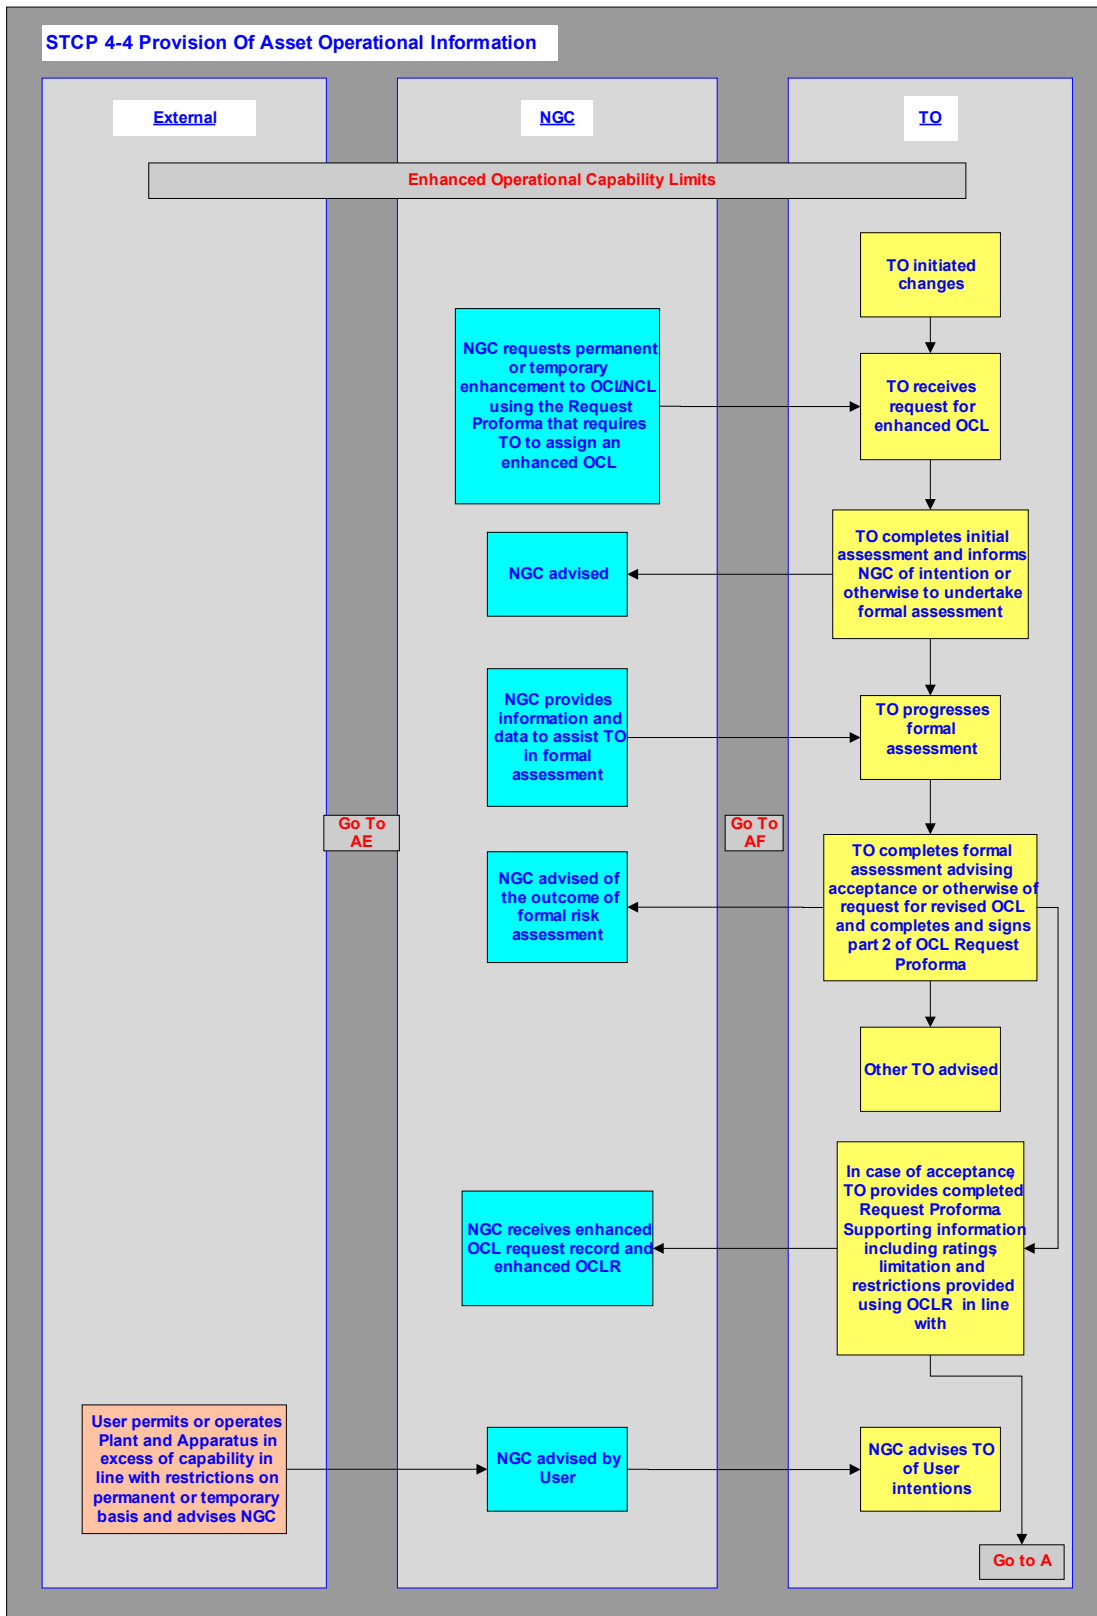 STCP 4-4 Provision Of Asset Operational Information
External
NGC
TO
Enhanced Operational Capability Limits
TO initiated
changes
NGC requests permanent
or temporary
enhancement to OCL/NCL
using the Request
Proforma that requires
TO to assign an
enhanced OCL
TO receives
request for
enhanced OCL
TO completes initial
assessment and informs
NGC of intention or
otherwise to undertake
formal assessment
NGC advised
NGC provides
information and
data to assist TO
in formal
assessment
TO progresses
formal
assessment
Go To
AE
Go To
AF
TO completes formal
assessment advising
acceptance or otherwise of
request for revised OCL
and completes and signs
part 2 of OCL Request
Proforma
NGC advised of
the outcome of
formal risk
assessment
Other TO advised
In case of acceptance,
TO provides completed
Request Proforma.
Supporting information
including ratings,
limitation and
restrictions provided
using OCLR in line
with
NGC receives enhanced
OCL request record and
enhanced OCLR
User permits or operates
Plant and Apparatus in
excess of capability in
line with restrictions on
permanent or temporary
basis and advises NGC
NGC advised by
User
NGC advises TO
of User
intentions
Go to A